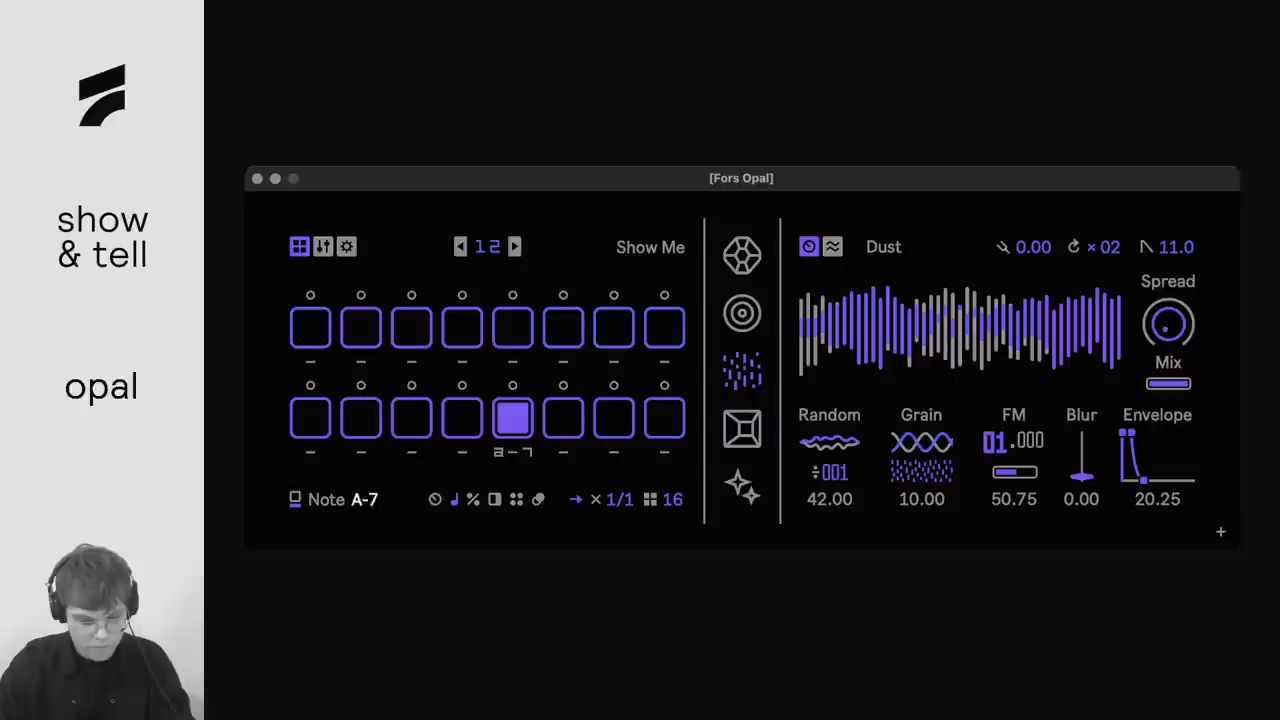 show
& tell
opal
[Fors Opal]
12
Show Me
Dust
0.00
× 02
11.0
Spread
Mix
a-7
Random
Grain
FM
Blur
Envelope
01.000
÷001
42.00
10.00
50.75
0.00
20.25
Note A-7
× 1/1
16